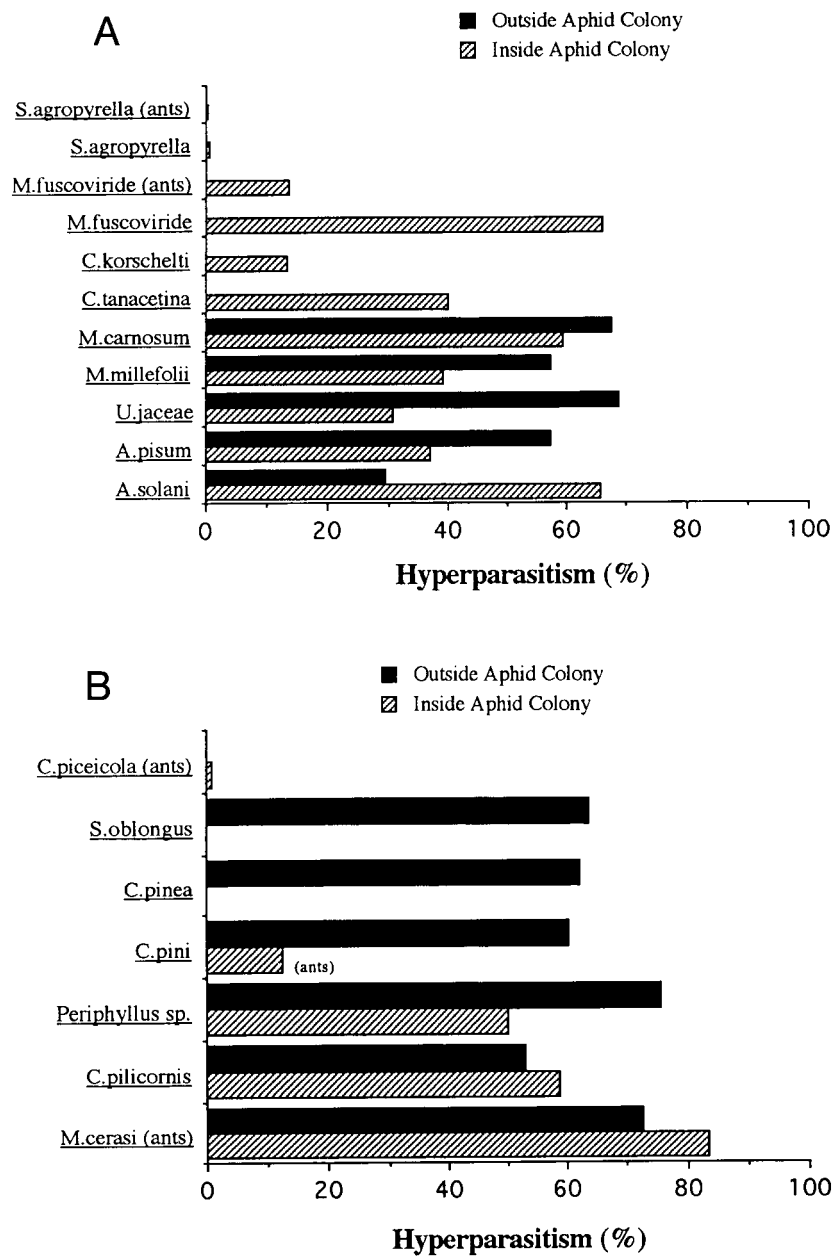 A
Outside Aphid Colony
Inside Aphid Colony
S.agropyrella (ants)
S.agropyrella
M.fuscoviride (ants)
M.fuscoviride
C.korschelti
C.tanacetina
M.carnosum
M.millefolii
U.jaceae
A.pisum
A.solani
0 20 40 60 80 100
Hyperparasitism (%)
B
Outside Aphid Colony
Inside Aphid Colony
C.piceicola (ants)
S.oblongus
C.pinea
C.pini
(ants)
Periphyllus sp.
C.pilicornis
M.cerasi (ants)
0 20 40 60 80 100
Hyperparasitism (%)